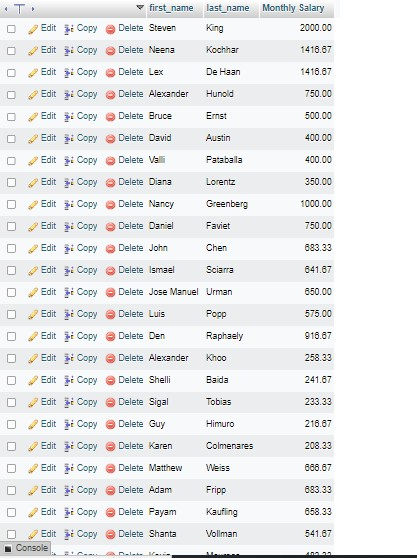 first_name last_name Monthly Salary
Edit Copy Delete Steven King 2000.00
Edit Copy Delete Neena Kochhar 1416.67
Edit Copy Delete Lex De Haan 1416.67
Edit Copy Delete Alexander Hunold 750.00
Edit Copy Delete Bruce Ernst 500.00
Edit Copy Delete David Austin 400.00
Edit Copy Delete Valli Pataballa 400.00
Edit Copy Delete Diana Lorentz 350.00
Edit Copy Delete Nancy Greenberg 1000.00
Edit Copy Delete Daniel Faviet 750.00
Edit Copy Delete John Chen 683.33
Edit Copy Delete Ismael Sciarra 641.67
Edit Copy Delete Jose Manuel Urman 650.00
Edit Copy Delete Luis Popp 575.00
Edit Copy Delete Den Raphaely 916.67
Edit Copy Delete Alexander Khoo 258.33
Edit Copy Delete Shelli Baida 241.67
Edit Copy Delete Sigal Tobias 233.33
Edit Copy Delete Guy Himuro 216.67
Edit Copy Delete Karen Colmenares 208.33
Edit Copy Delete Matthew Weiss 666.67
Edit Copy Delete Adam Fripp 683.33
Edit Copy Delete Payam Kaufling 658.33
Edit Copy Delete Shanta Vollman 541.67
Console